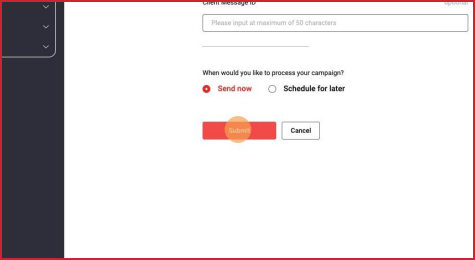 Client Message ID
Optional
Please input at maximum of 50 characters
When would you like to process your campaign?
Send now
Schedule for later
Submit
Cancel